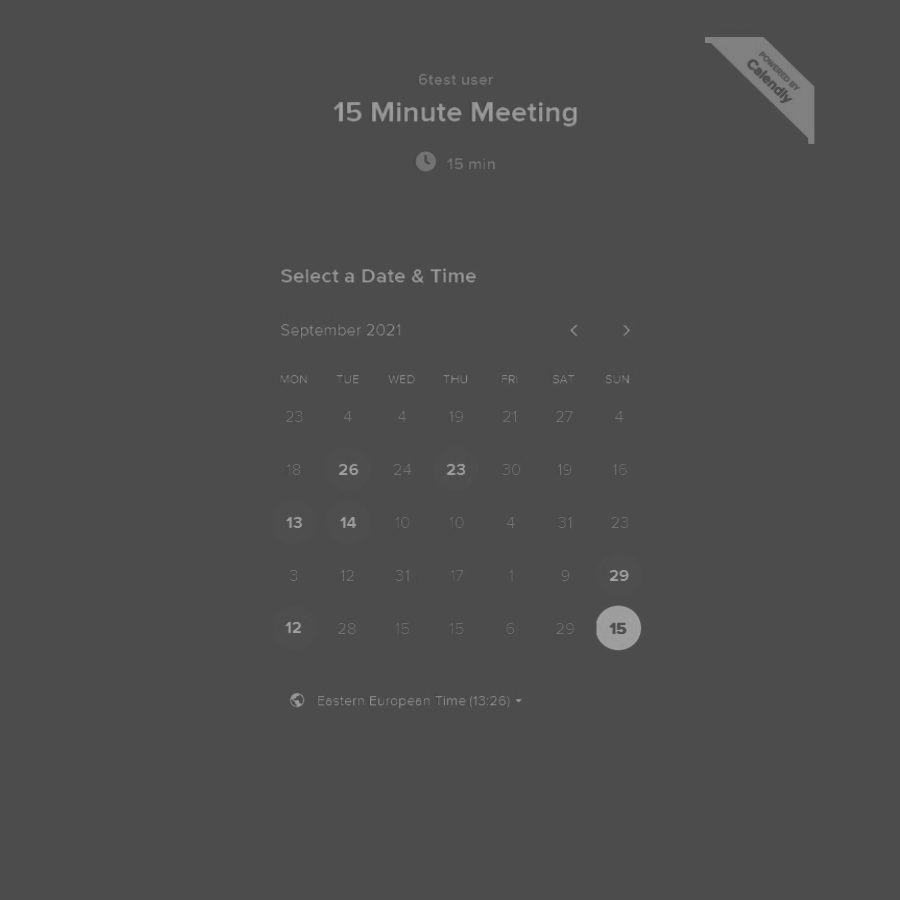 POWERED BY
Calendly
6test user
15 Minute Meeting
15 min
Select a Date & Time
September 2021
MON TUE WED THU FRI SAT SUN
23 4 4 19 21 27 4
18 26 24 23 30 19 16
13 14 10 10 4 31 23
3 12 31 17 1 9 29
12 28 15 15 6 29 15
Eastern European Time (13:26)